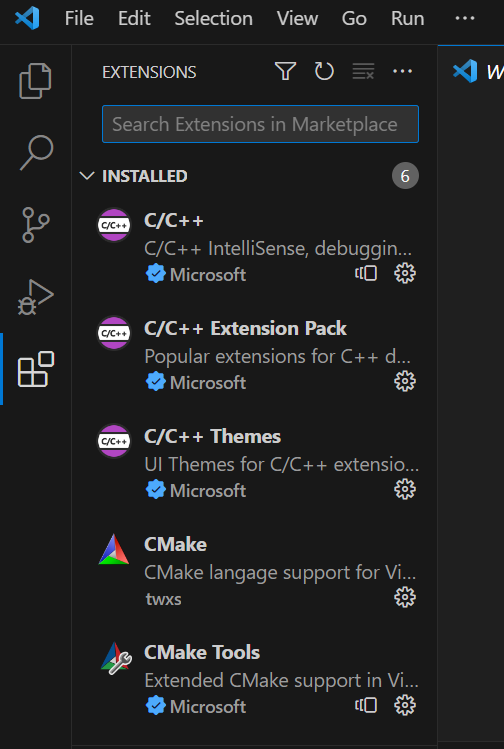 File Edit Selection View Go Run ...
EXTENSIONS ...
W
Search Extensions in Marketplace
INSTALLED 6
C/C++
C/C++
C/C++ IntelliSense, debuggin...
Microsoft
C/C++
C/C++ Extension Pack
Popular extensions for C++ d...
Microsoft
C/C++
C/C++ Themes
UI Themes for C/C++ extensio...
Microsoft
CMake
CMake langage support for Vi...
twxs
CMake Tools
Extended CMake support in Vi...
Microsoft